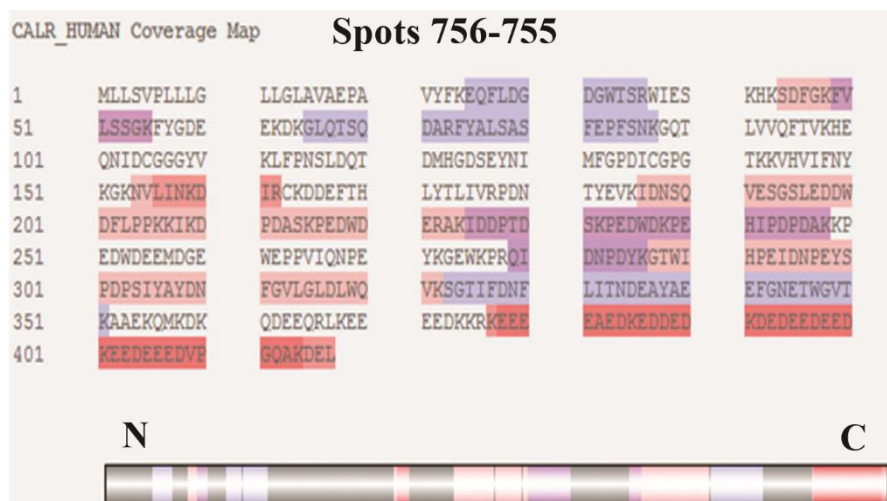 CALR_HUMAN Coverage Map Spots 756-755
1 MLLSVPLLLG LLGLAVAEPA VYFKEQFLDG DGWTSRWIES KHKSDFGKFV
51 LSSGKFYGDE EKDKGLQTSQ DARFYALSAS FEPFSNKGQT LVVQFTVKHE
101 QNIDCGGGYV KLFPNSLDQT DMHGDSEYNI MFGPDICGPG TKKVHVIFNY
151 KGKNVLINKD IRCKDDEFTH LYTLIVRPDN TYEVKIDNSQ VESGSLEDDW
201 DFLPPKKIKD PDASKPEDWD ERAKIDDPTD SKPEDWDKPE HIPDPDAKKP
251 EDWDEEMDGE WEPPVIQNPE YKGEWKPRQI DNPDYKGTWI HPEIDNPEYS
301 PDPSIYAYDN FGVLGLDLWQ VKSGTIFDNF LITNDEAYAE EFGNETWGVT
351 KAAEKQMKDK QDEEQRLKEE EEDKKRKEEE EAEDKEDDED KDEDEEDEED
401 KEEDEEEDVP GQAKDEL
N C